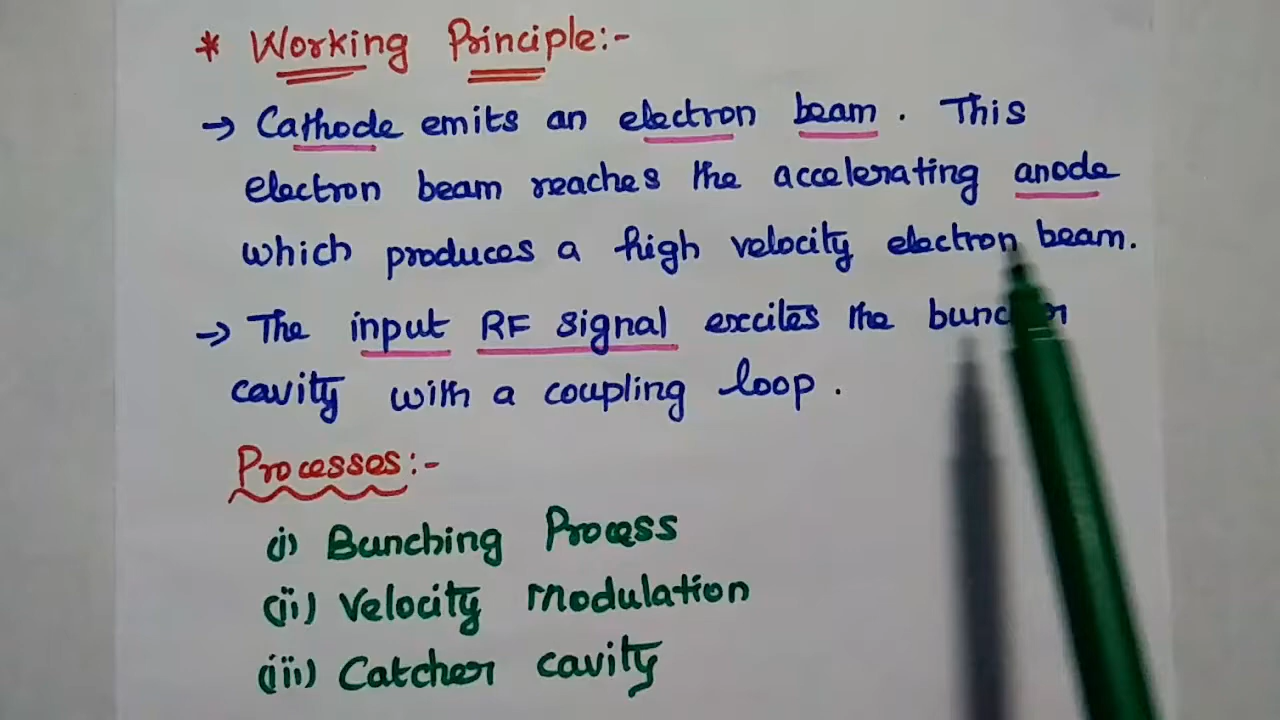 * Working Principle:-
→ Cathode emits an electron beam. This
electron beam reaches the accelerating anode
which produces a high velocity electron beam.
→ The input RF signal excites the
cavity with a coupling loop.
Processes:-
(i) Bunching Process
(ii) Velocity Modulation
(iii) Catcher cavity